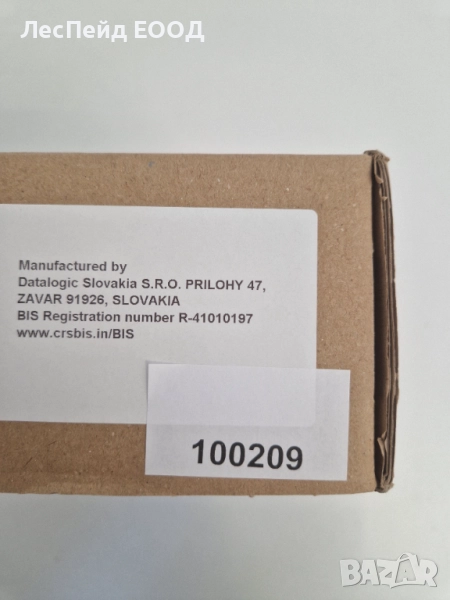 ЛесПейд ЕООД
Manufactured by
Datalogic Slovakia S.R.O. PRILOHY 47,
ZAVAR 91926, SLOVAKIA
BIS Registration number R-41010197
www.crsbis.in/BIS
100209
BAZAR